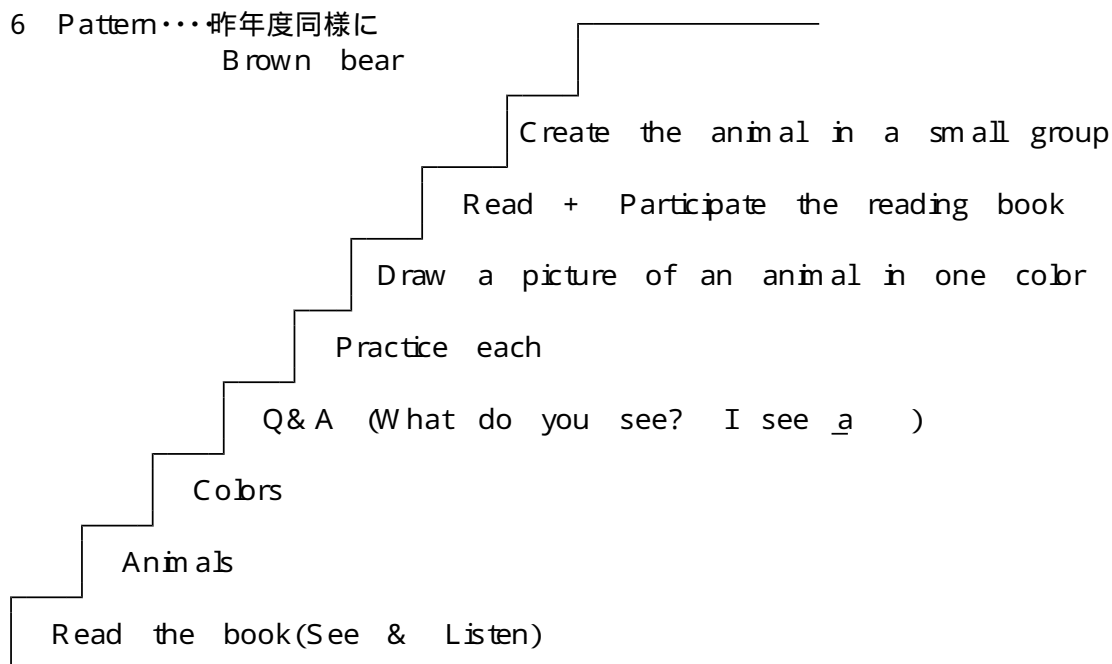 6 Pattern････昨年度同様に
Brown bear
Create the animal in a small group
Read + Participate the reading book
Draw a picture of an animal in one color
Practice each
Q&A (What do you see? I see a )
Colors
Animals
Read the book(See & Listen)